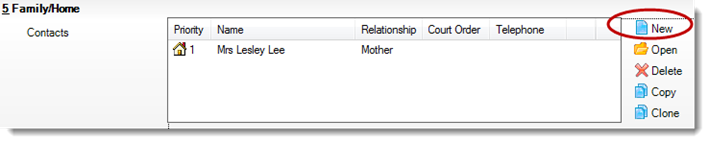 5 Family/Home
Contacts
Priority Name Relationship Court Order Telephone
1 Mrs Lesley Lee Mother
New
Open
Delete
Copy
Clone